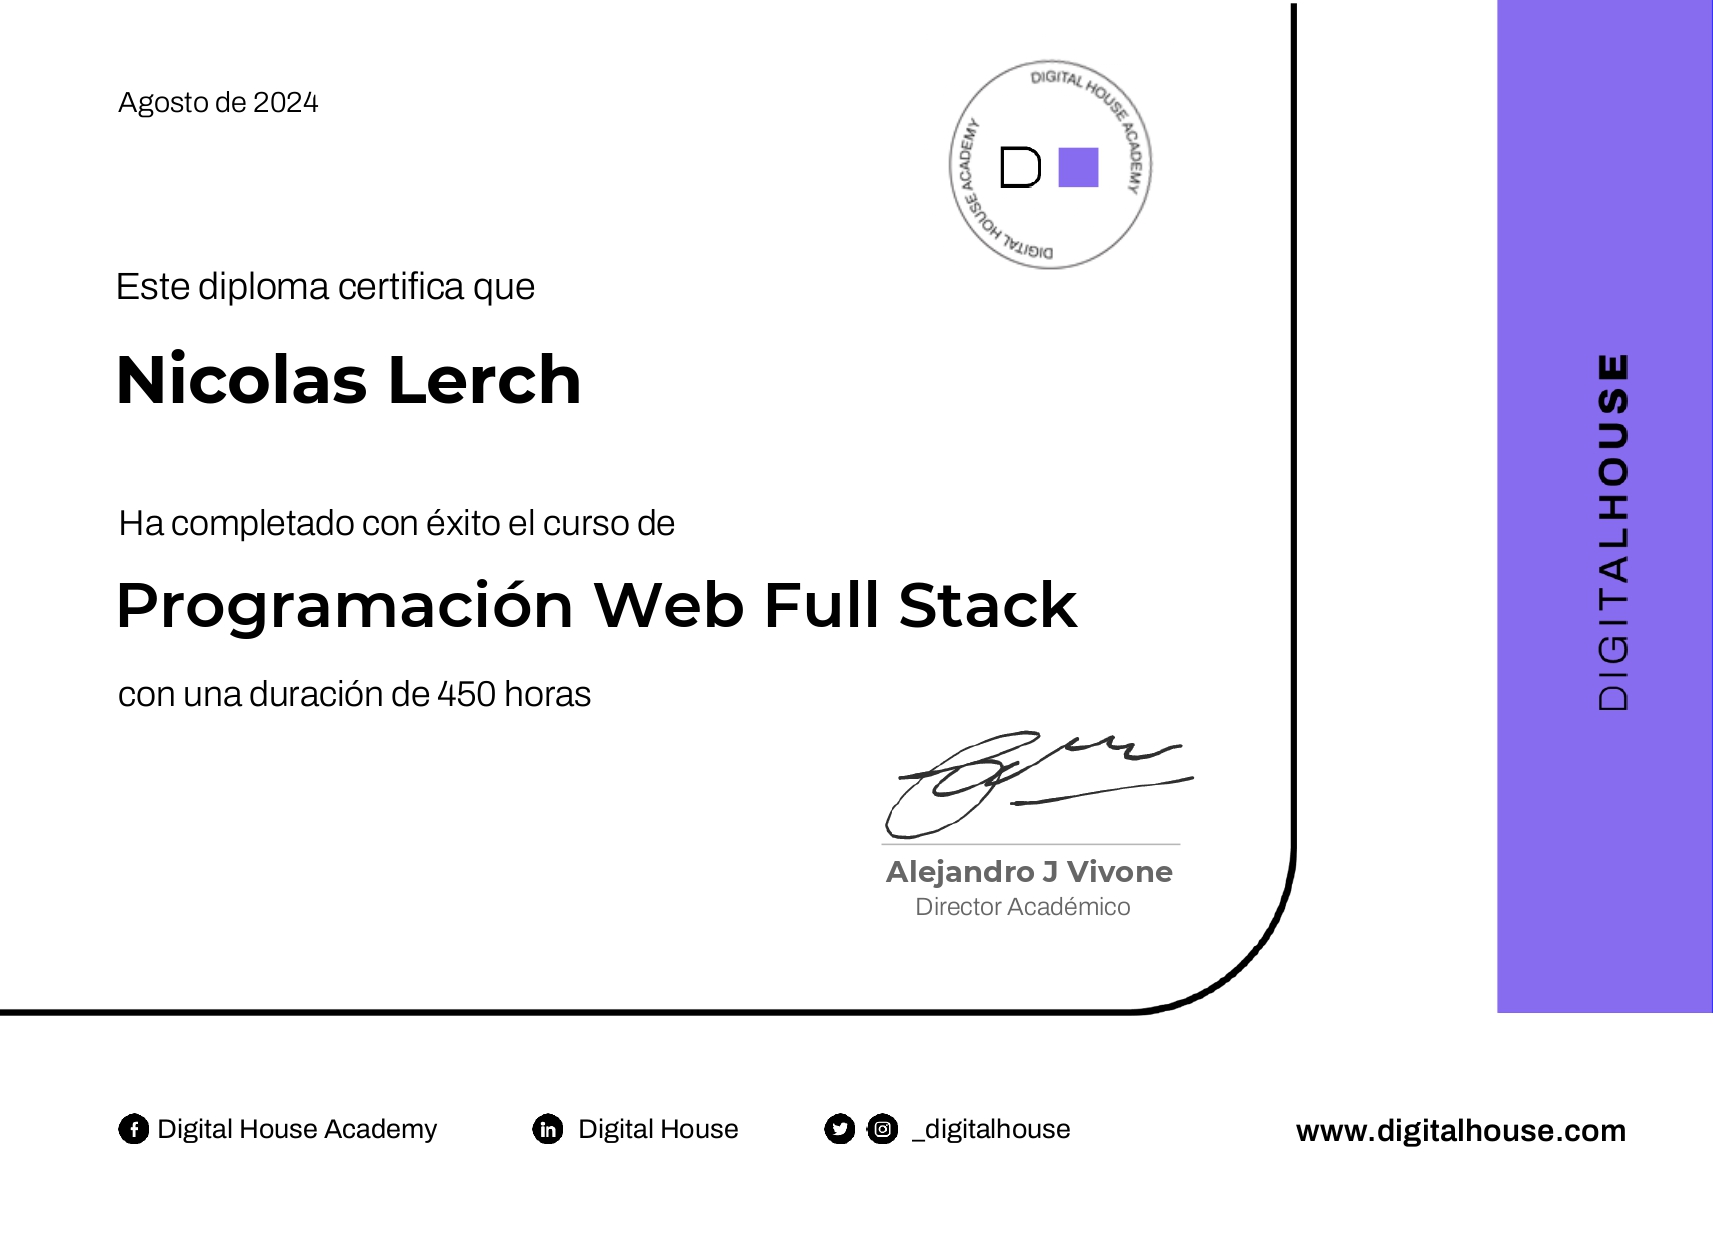 Agosto de 2024
DIGITAL HOUSE ACADEMY
DIGITAL HOUSE ACADEMY
D
Este diploma certifica que
Nicolas Lerch
Ha completado con éxito el curso de
Programación Web Full Stack
con una duración de 450 horas
Alejandro J Vivone
Director Académico
DIGITALHOUSE
Digital House Academy
Digital House
_digitalhouse
www.digitalhouse.com